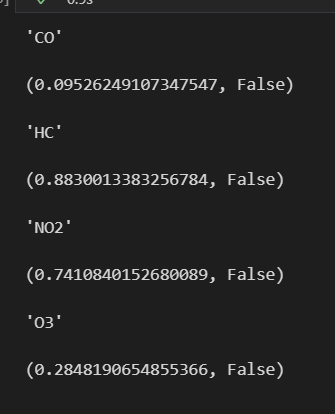 'CO'
(0.09526249107347547, False)
'HC'
(0.8830013383256784, False)
'NO2'
(0.7410840152680089, False)
'O3'
(0.2848190654855366, False)